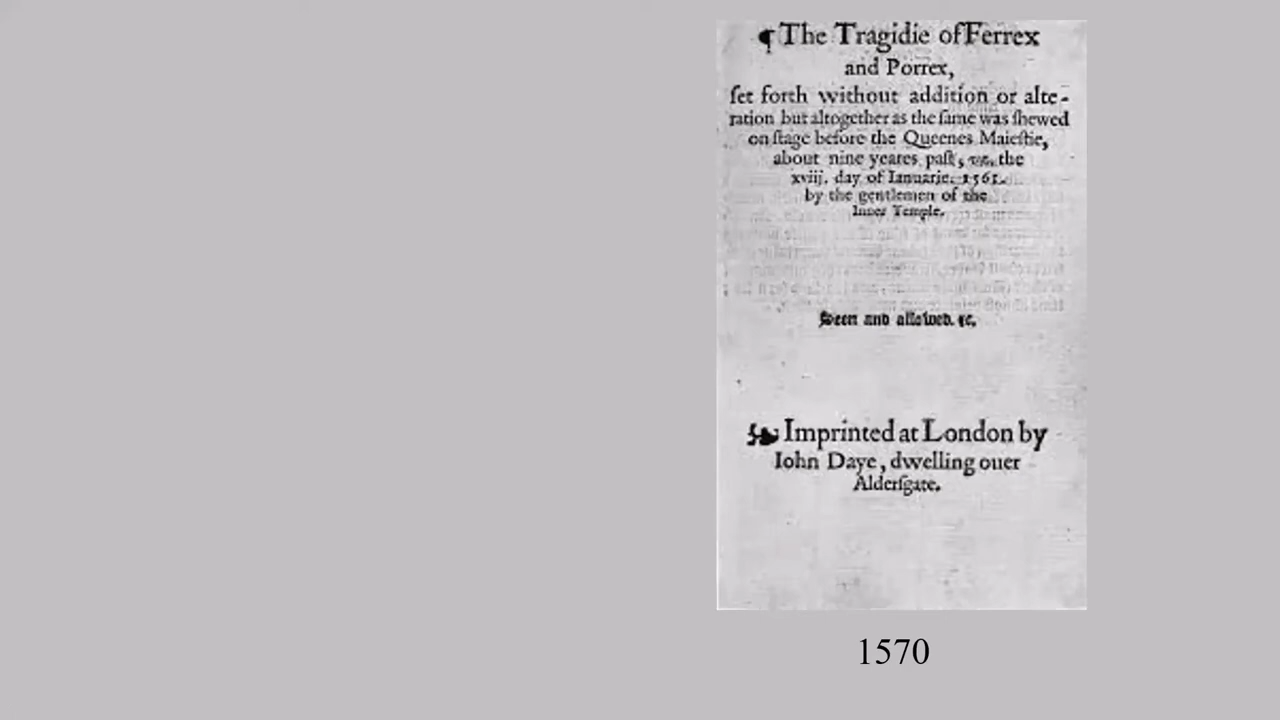 ¶ The Tragidie of Ferrex
and Porrex,
ſet forth without addition or alte-
ration but altogether as the ſame was ſhewed
on ſtage before the Queenes Maieſtie,
about nine yeares paſt, vz. the
xviij. day of Ianuarie. 1561.
by the gentlemen of the
Inner Temple.
Seen and allowed. &c.
Imprinted at London by
Iohn Daye, dwelling ouer
Alderſgate.
1570